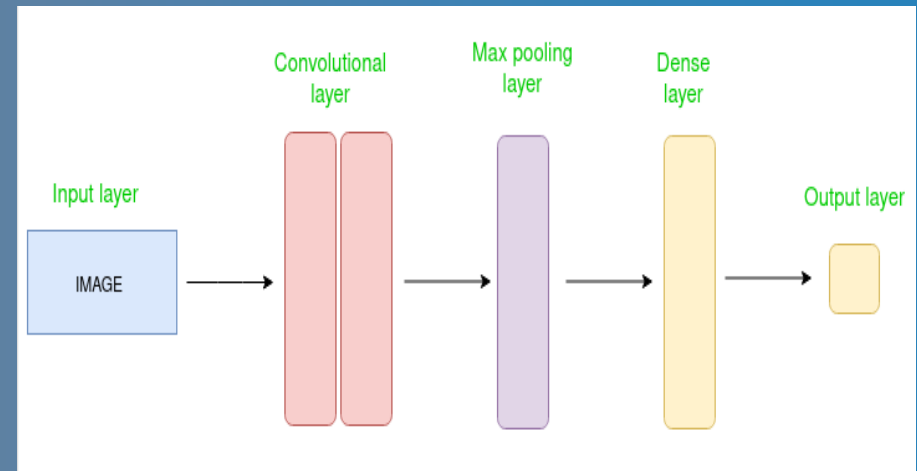 Input layer
IMAGE
Convolutional
layer
Max pooling
layer
Dense
layer
Output layer